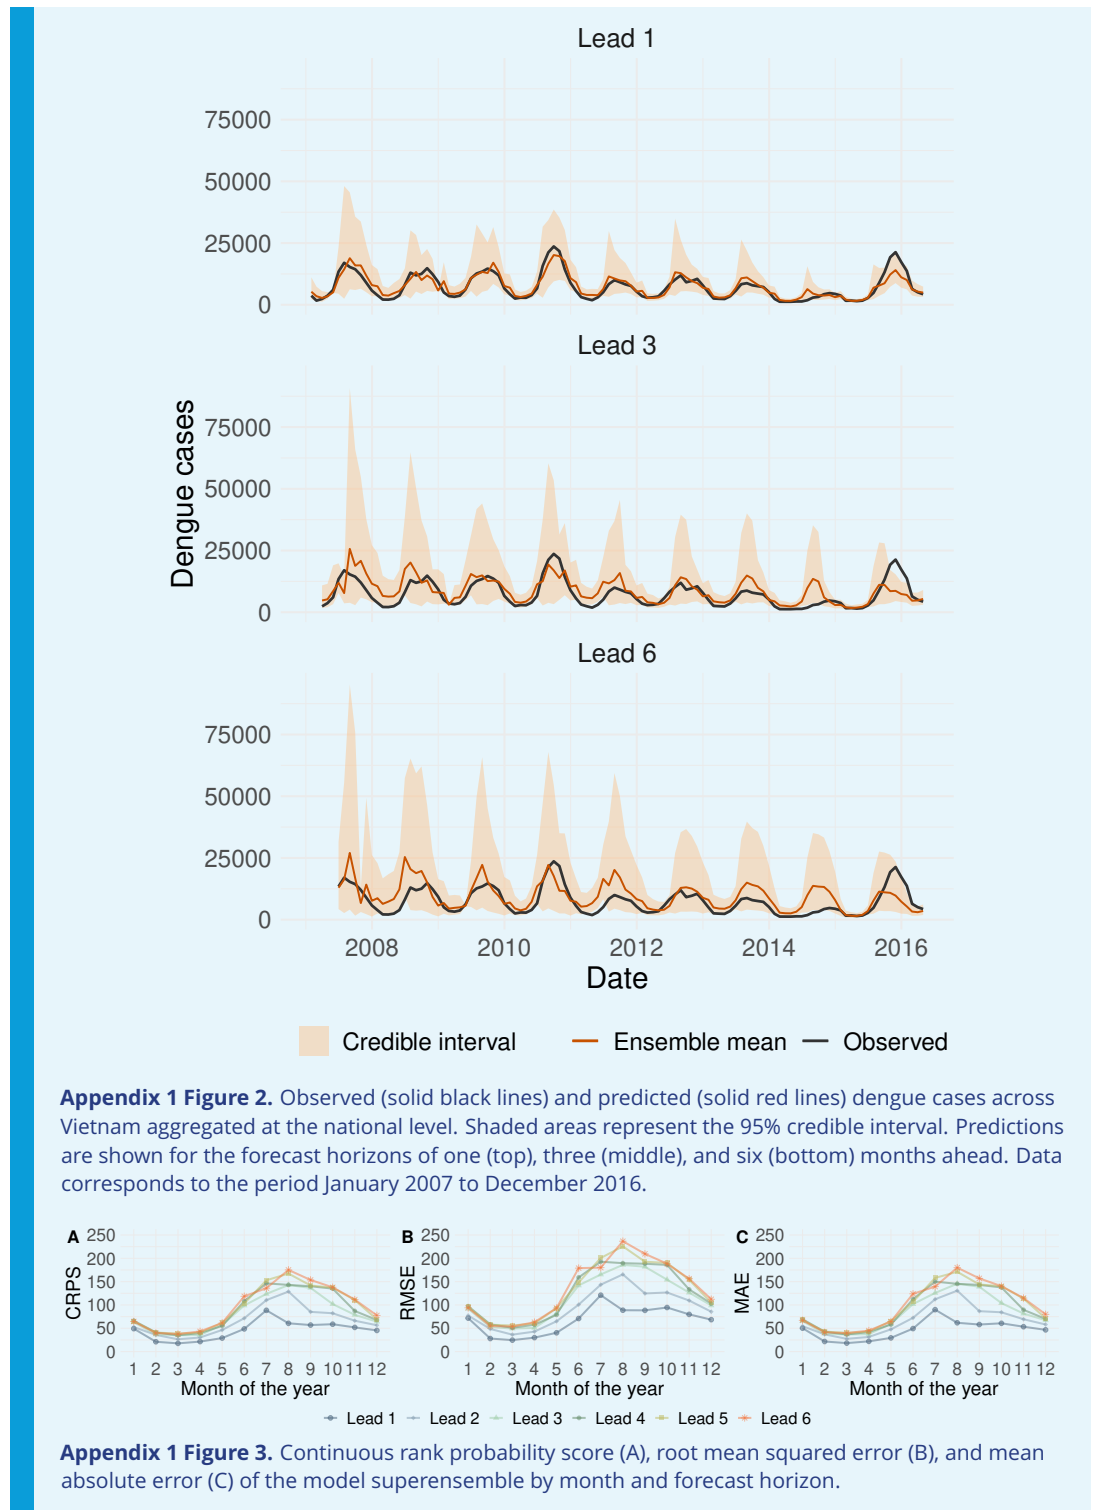 Lead 1
75000
50000
25000
0
Lead 3
Dengue cases
75000
50000
25000
0
Lead 6
75000
50000
25000
0
2008 2010 2012 2014 2016
Date
Credible interval Ensemble mean Observed
Appendix 1 Figure 2. Observed (solid black lines) and predicted (solid red lines) dengue cases across
Vietnam aggregated at the national level. Shaded areas represent the 95% credible interval. Predictions
are shown for the forecast horizons of one (top), three (middle), and six (bottom) months ahead. Data
corresponds to the period January 2007 to December 2016.
A
CRPS
250
200
150
100
50
0
1 2 3 4 5 6 7 8 9 10 11 12
Month of the year
B
RMSE
250
200
150
100
50
0
1 2 3 4 5 6 7 8 9 10 11 12
Month of the year
C
MAE
250
200
150
100
50
0
1 2 3 4 5 6 7 8 9 10 11 12
Month of the year
Lead 1 Lead 2 Lead 3 Lead 4 Lead 5 Lead 6
Appendix 1 Figure 3. Continuous rank probability score (A), root mean squared error (B), and mean
absolute error (C) of the model superensemble by month and forecast horizon.